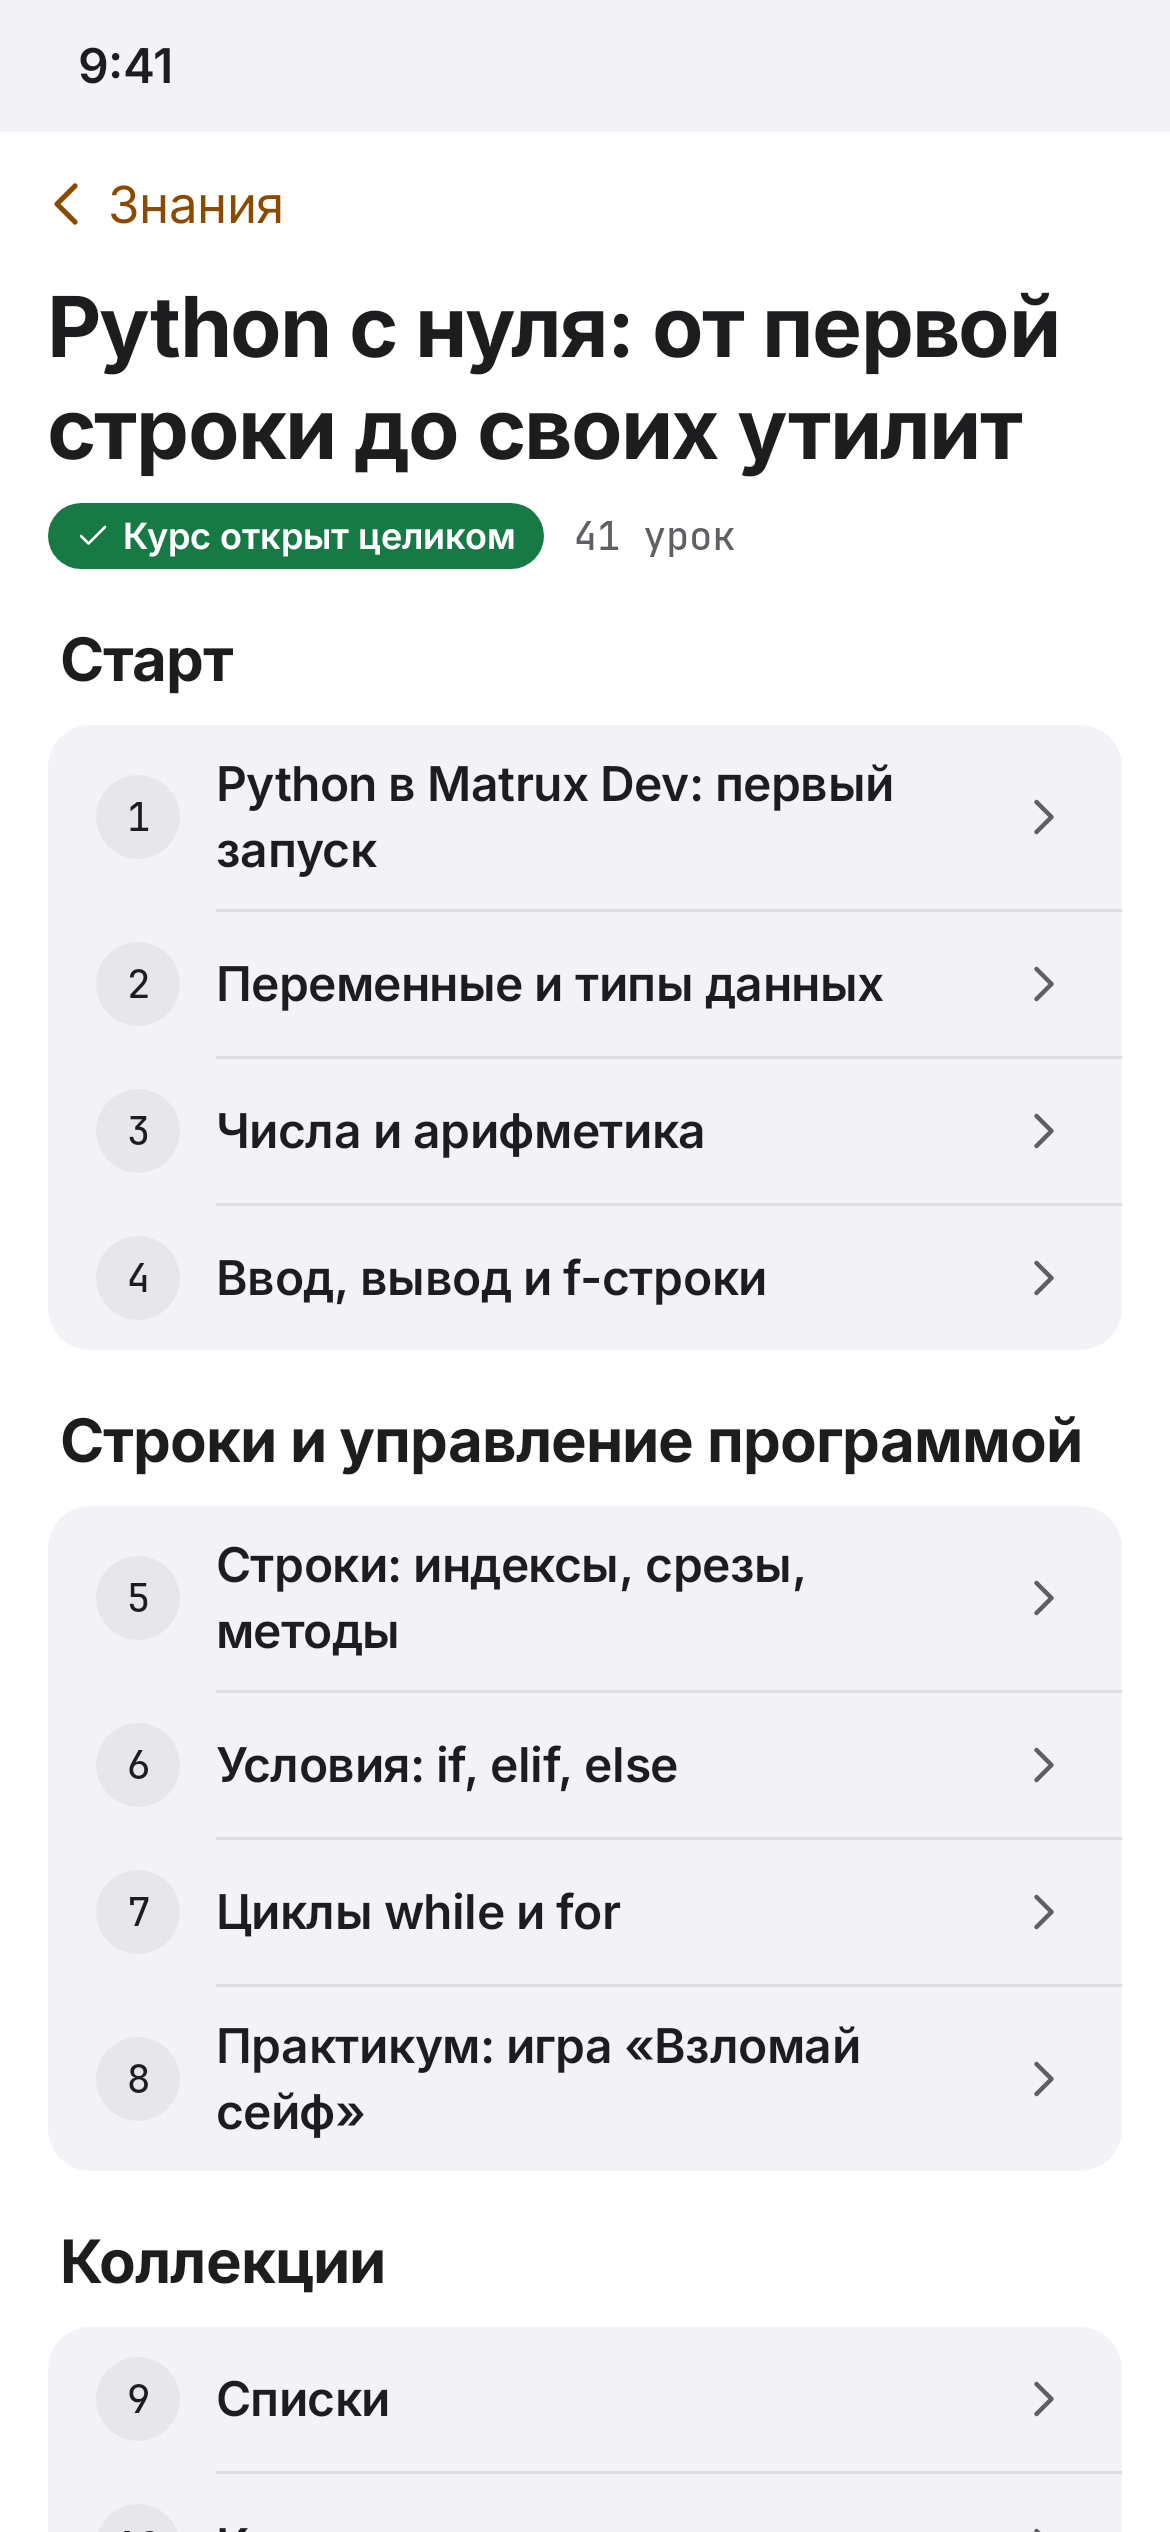 9:41
Знания
Python с нуля: от первой
строки до своих утилит
Курс открыт целиком 41 урок
Старт
1 Python в Matrux Dev: первый
запуск
2 Переменные и типы данных
3 Числа и арифметика
4 Ввод, вывод и f-строки
Строки и управление программой
5 Строки: индексы, срезы,
методы
6 Условия: if, elif, else
7 Циклы while и for
8 Практикум: игра «Взломай
сейф»
Коллекции
9 Списки